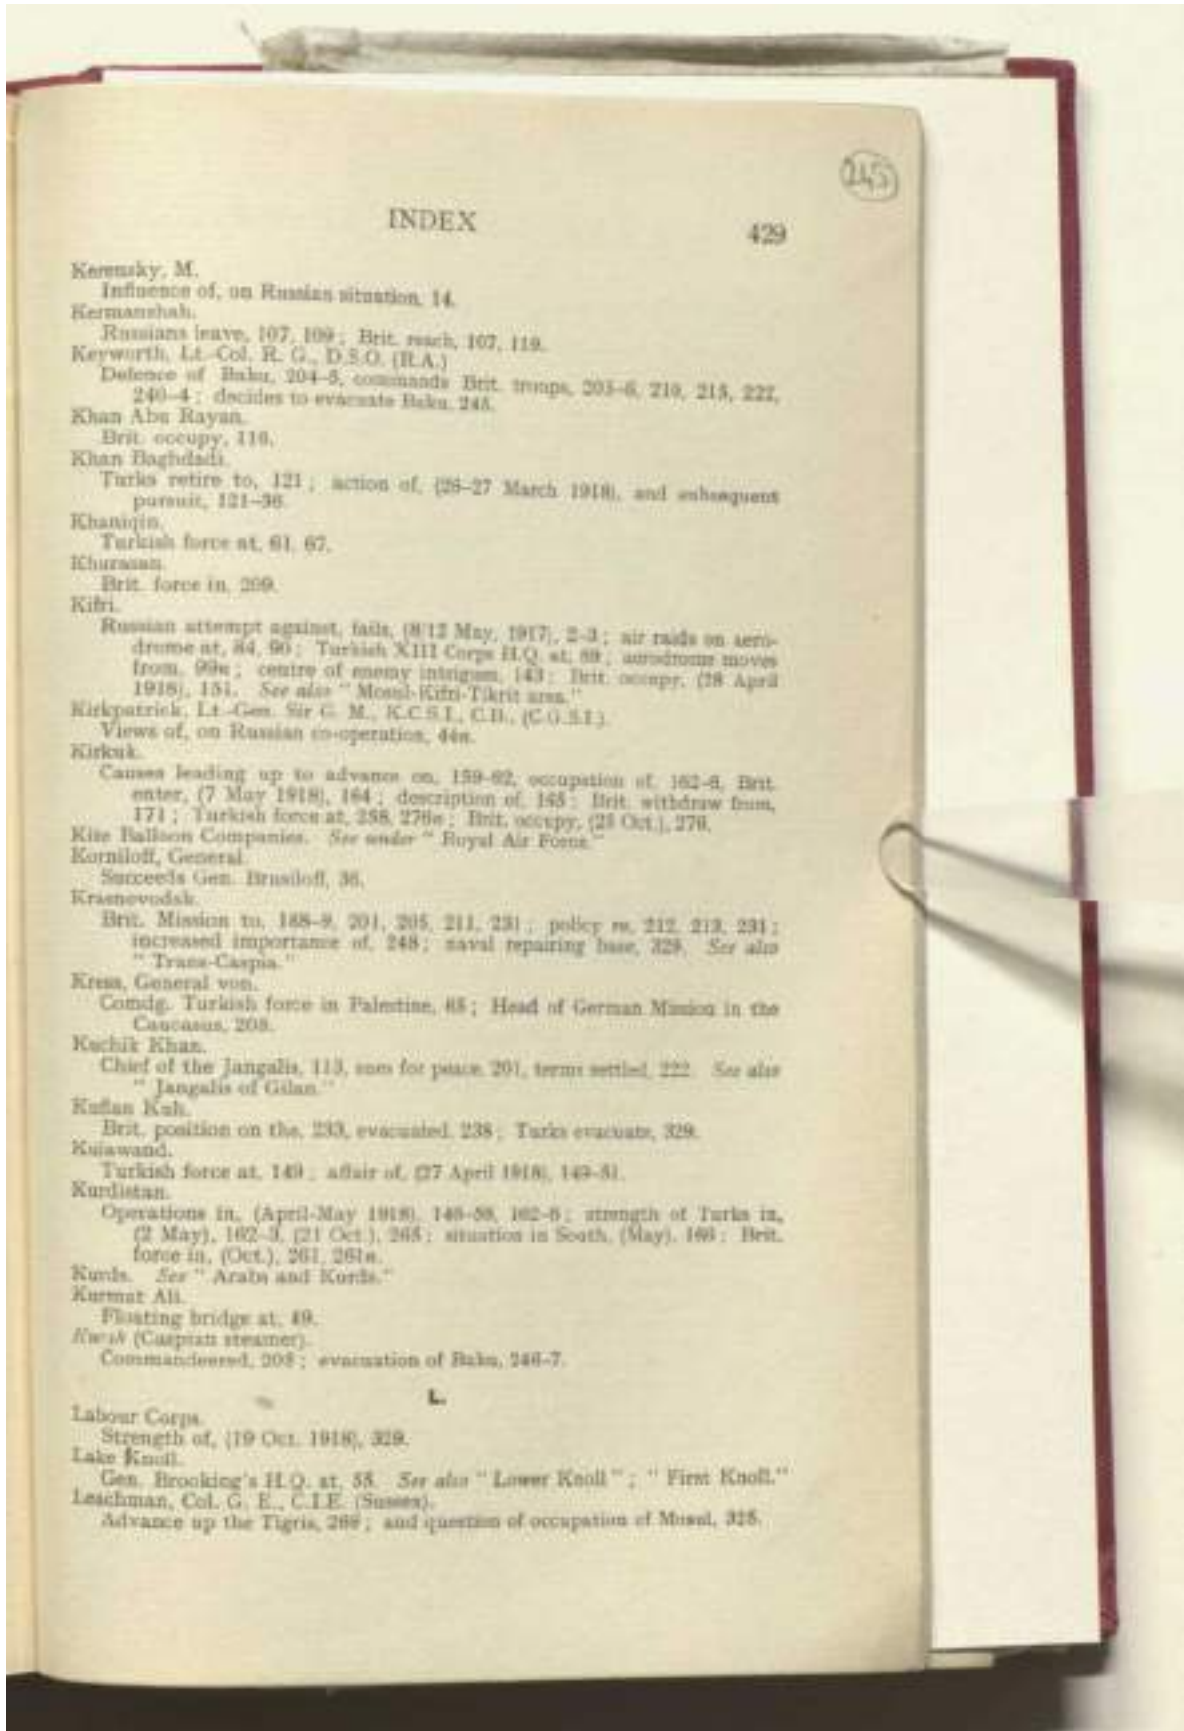 245
INDEX
429
Kerensky, M.
Influence of, on Russian situation, 14.
Kermanshah.
Russians leave, 107, 109; Brit. reach, 107, 119.
Keyworth, Lt.-Col. R. G., D.S.O. (R.A.)
Defence of Baku, 204-5, commands Brit. troops, 205-6, 210, 215, 222,
240-4; decides to evacuate Baku, 245.
Khan Abu Rayan.
Brit. occupy, 116.
Khan Baghdadi.
Turks retire to, 121; action of, (26-27 March 1918), and subsequent
pursuit, 121-36.
Khaniqin.
Turkish force at, 61, 67.
Khurasan.
Brit. force in, 209.
Kifri.
Russian attempt against, fails, (8/12 May, 1917), 2-3; air raids on aero-
drome at, 84, 90; Turkish XIII Corps H.Q. at, 89; aerodrome moves
from, 99n; centre of enemy intrigues, 143; Brit. occupy, (28 April
1918), 151. See also " Mosul-Kifri-Tikrit area."
Kirkpatrick, Lt.-Gen. Sir G. M., K.C.S.I., C.B., (C.G.S.I.).
Views of, on Russian co-operation, 44n.
Kirkuk.
Causes leading up to advance on, 159-62, occupation of, 162-6, Brit.
enter, (7 May 1918), 164; description of, 165; Brit. withdraw from,
171; Turkish force at, 258, 276n; Brit. occupy, (25 Oct.), 276.
Kite Balloon Companies. See under " Royal Air Force."
Korniloff, General.
Succeeds Gen. Brusiloff, 36.
Krasnovodsk.
Brit. Mission to, 188-9, 201, 205, 211, 231; policy re, 212, 213, 231;
increased importance of, 248; naval repairing base, 329. See also
" Trans-Caspia."
Kress, General von.
Comdg. Turkish force in Palestine, 65; Head of German Mission in the
Caucasus, 208.
Kuchik Khan.
Chief of the Jangalis, 113, sues for peace, 201, terms settled, 222. See also
" Jangalis of Gilan."
Kuflan Kuh.
Brit. position on the, 233, evacuated, 238; Turks evacuate, 329.
Kulawand.
Turkish force at, 149; affair of, (27 April 1918), 149-51.
Kurdistan.
Operations in, (April-May 1918), 146-58, 162-6; strength of Turks in,
(2 May), 162-3, (21 Oct.), 265; situation in South, (May), 166; Brit.
force in, (Oct.), 261, 261n.
Kurds. See " Arabs and Kurds."
Kurmat Ali.
Floating bridge at, 49.
(Caspian steamer).
Commandeered, 208; evacuation of Baku, 246-7.
L.
Labour Corps.
Strength of, (19 Oct. 1918), 329.
Lake Knoll.
Gen. Brooking's H.Q. at, 55. See also " Lower Knoll "; " First Knoll."
Leachman, Col. G. E., C.I.E. (Sussex).
Advance up the Tigris, 266; and question of occupation of Mosul, 325.